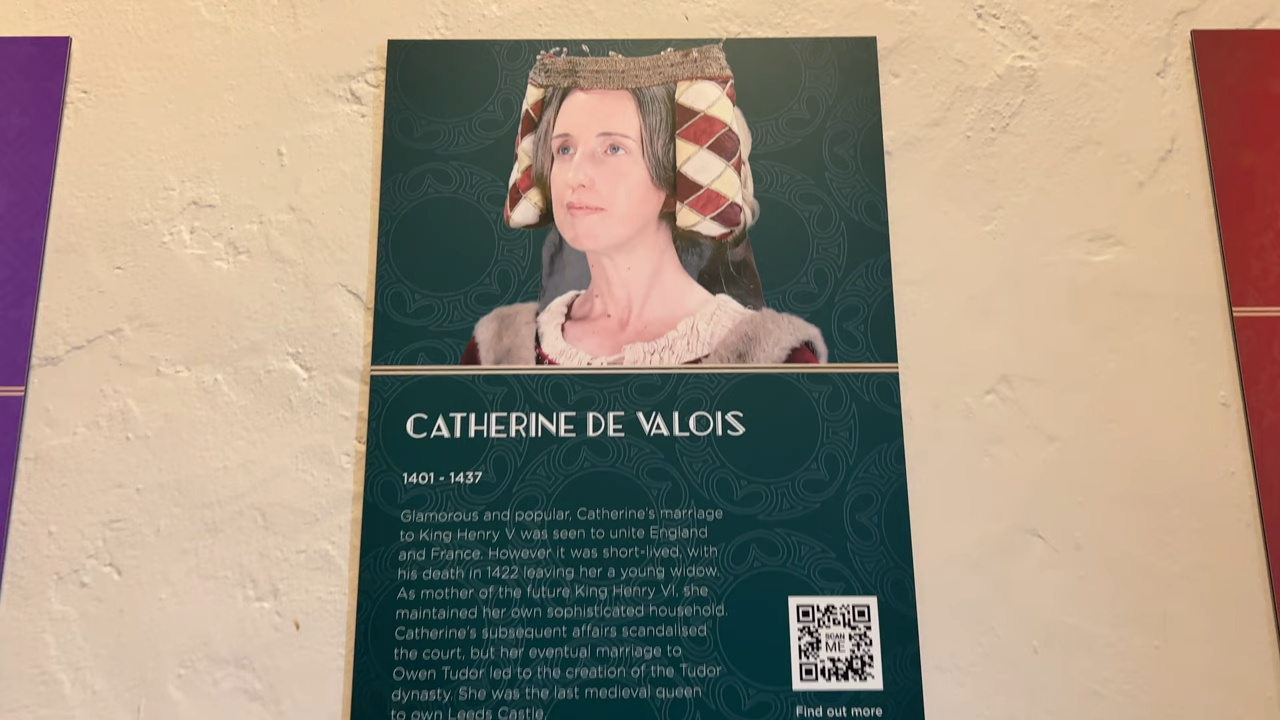 CATHERINE DE VALOIS
1401 - 1437
Glamorous and popular, Catherine's marriage
to King Henry V was seen to unite England
and France. However it was short-lived, with
his death in 1422 leaving her a young widow.
As mother of the future King Henry VI, she
maintained her own sophisticated household.
Catherine's subsequent affairs scandalised
the court, but her eventual marriage to
Owen Tudor led to the creation of the Tudor
dynasty. She was the last medieval queen
to own Leeds Castle.
SCAN
ME
Find out more